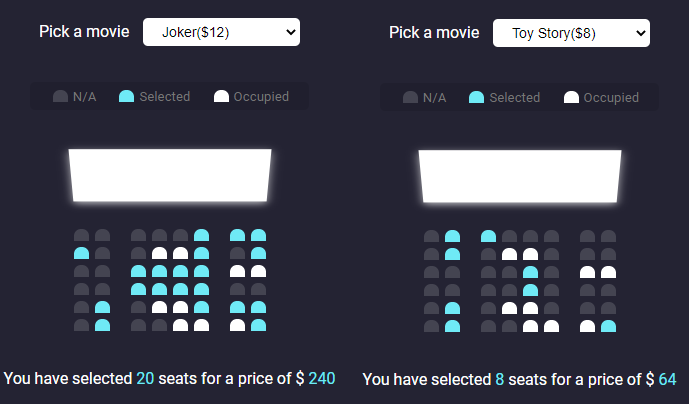 Pick a movie Joker($12)
N/A Selected Occupied
You have selected 20 seats for a price of $ 240
Pick a movie Toy Story($8)
N/A Selected Occupied
You have selected 8 seats for a price of $ 64